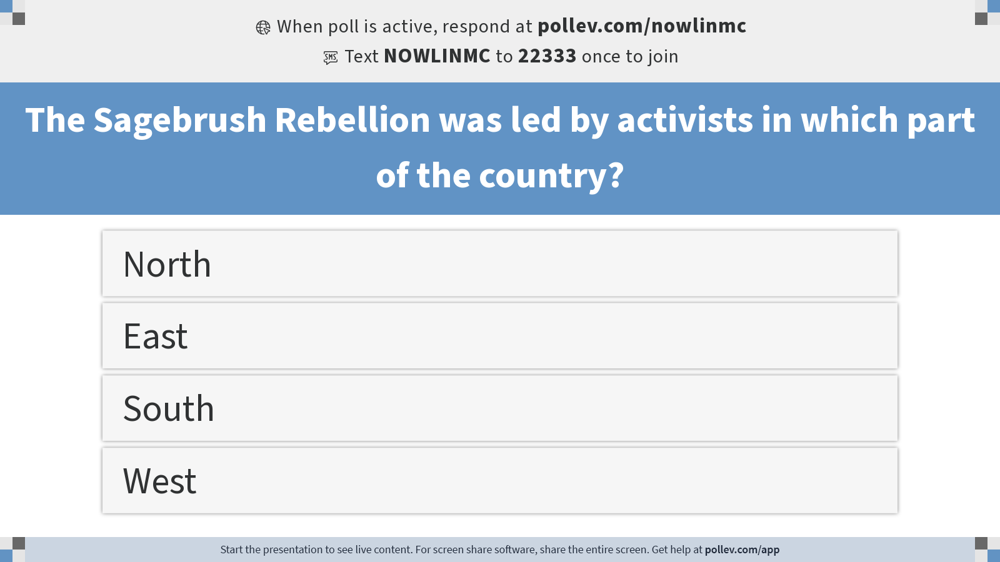 When poll is active, respond at pollev.com/nowlinmc
SMS Text NOWLINMC to 22333 once to join
The Sagebrush Rebellion was led by activists in which part
of the country?
North
East
South
West
Start the presentation to see live content. For screen share software, share the entire screen. Get help at pollev.com/app